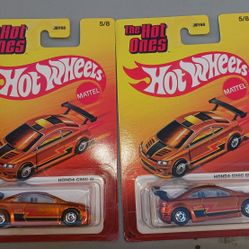 The Hot Ones
5/8
Hot Wheels
MATTEL
HONDA CIVIC Si
The Hot Ones
5/8
Hot Wheels
MATTEL
HONDA CIVIC